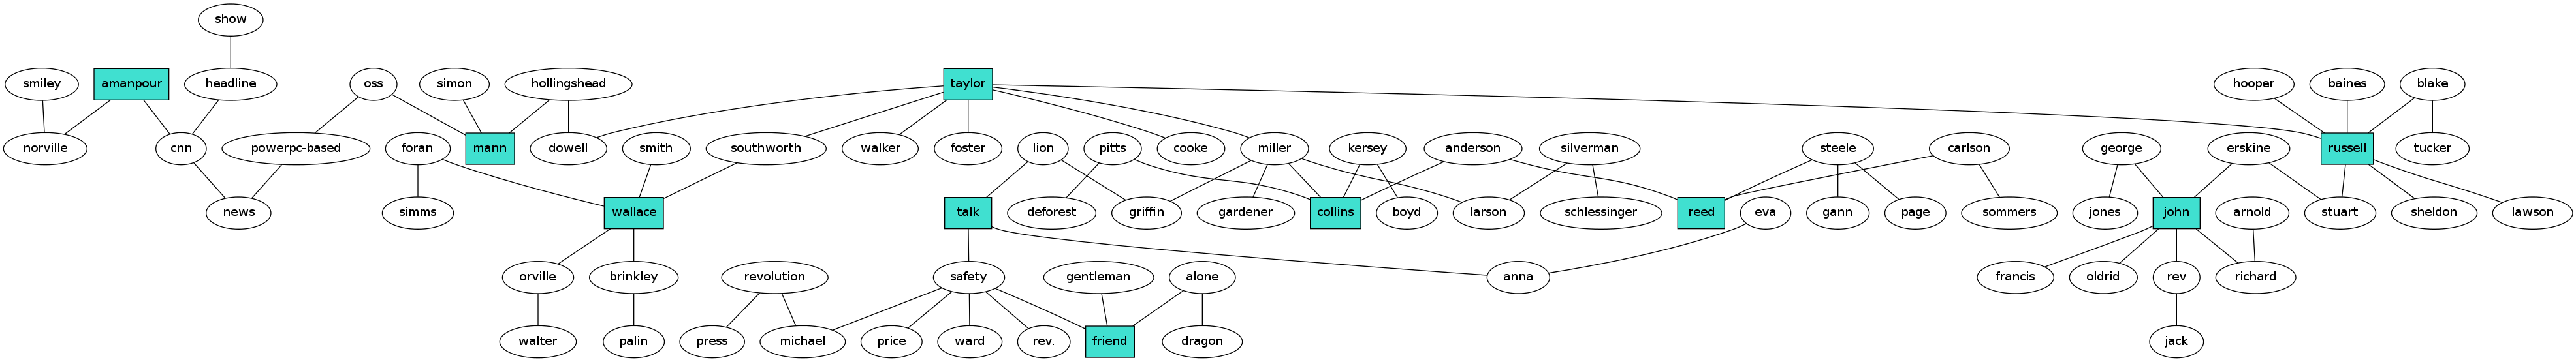 show
smiley amanpour headline oss simon hollingshead taylor hooper baines blake
norville cnn powerpc-based foran mann dowell smith southworth walker foster lion pitts cooke miller kersey anderson silverman steele carlson george erskine russell tucker
news simms wallace talk deforest griffin gardener collins boyd larson schlessinger reed eva gann page sommers jones john arnold stuart sheldon lawson
orville brinkley revolution safety gentleman alone anna francis oldrid rev richard
walter palin press michael price ward rev. friend dragon jack